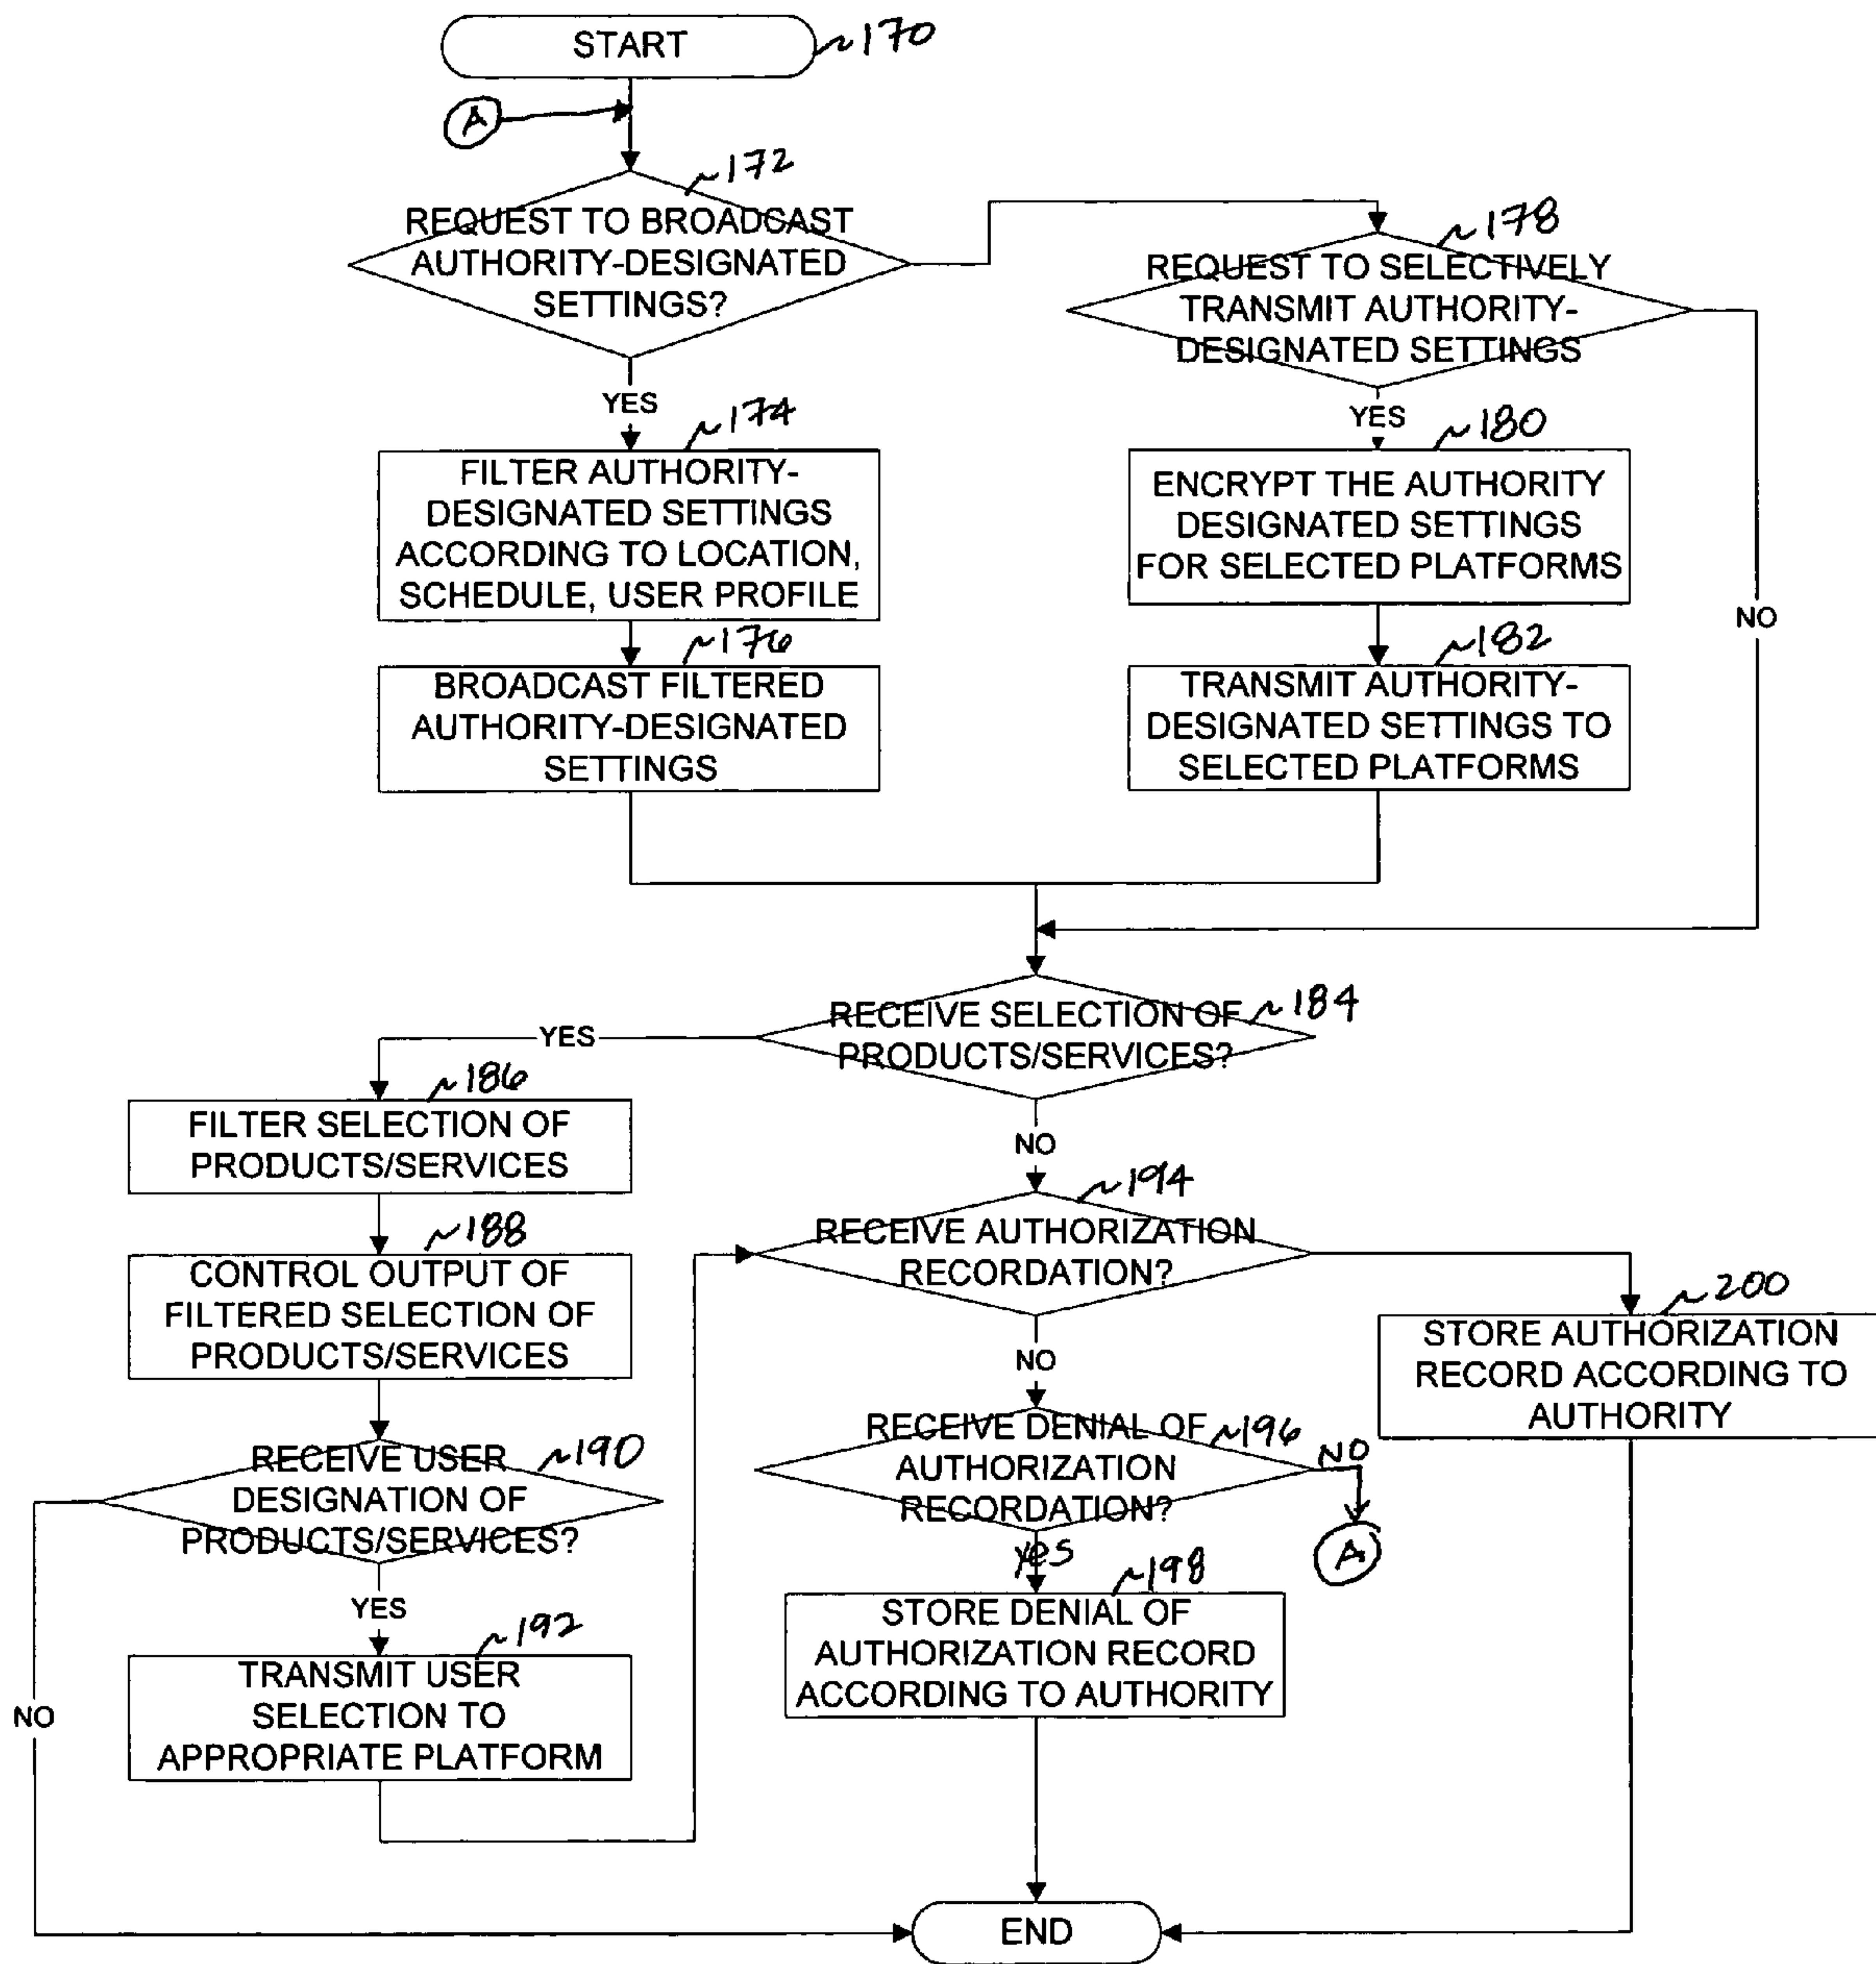 START
~170
A
~172
REQUEST TO BROADCAST
AUTHORITY-DESIGNATED
SETTINGS?
~178
REQUEST TO SELECTIVELY
TRANSMIT AUTHORITY-
DESIGNATED SETTINGS
YES
YES
NO
~174
FILTER AUTHORITY-
DESIGNATED SETTINGS
ACCORDING TO LOCATION,
SCHEDULE, USER PROFILE
~180
ENCRYPT THE AUTHORITY
DESIGNATED SETTINGS
FOR SELECTED PLATFORMS
~176
BROADCAST FILTERED
AUTHORITY-DESIGNATED
SETTINGS
~182
TRANSMIT AUTHORITY-
DESIGNATED SETTINGS TO
SELECTED PLATFORMS
~184
RECEIVE SELECTION OF
PRODUCTS/SERVICES?
YES
NO
~186
FILTER SELECTION OF
PRODUCTS/SERVICES
~188
CONTROL OUTPUT OF
FILTERED SELECTION OF
PRODUCTS/SERVICES
~190
RECEIVE USER
DESIGNATION OF
PRODUCTS/SERVICES?
YES
NO
~192
TRANSMIT USER
SELECTION TO
APPROPRIATE PLATFORM
~194
RECEIVE AUTHORIZATION
RECORDATION?
NO
~200
STORE AUTHORIZATION
RECORD ACCORDING TO
AUTHORITY
~196
RECEIVE DENIAL OF
AUTHORIZATION
RECORDATION?
NO
A
yes
~198
STORE DENIAL OF
AUTHORIZATION RECORD
ACCORDING TO AUTHORITY
END